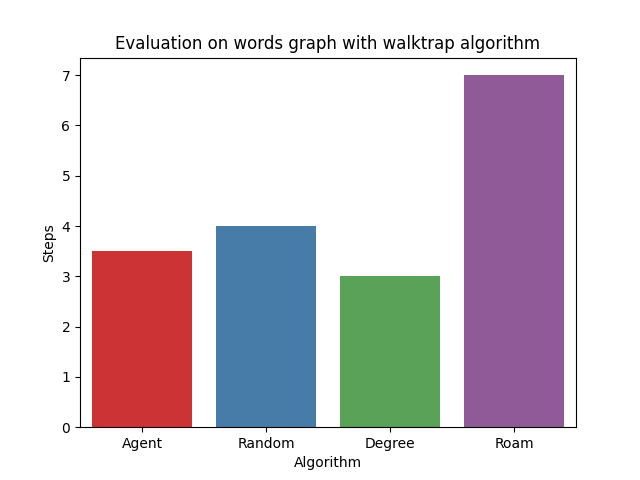 Evaluation on words graph with walktrap algorithm
7
6
5
4
3
2
1
0
Steps
Agent Random Degree Roam
Algorithm